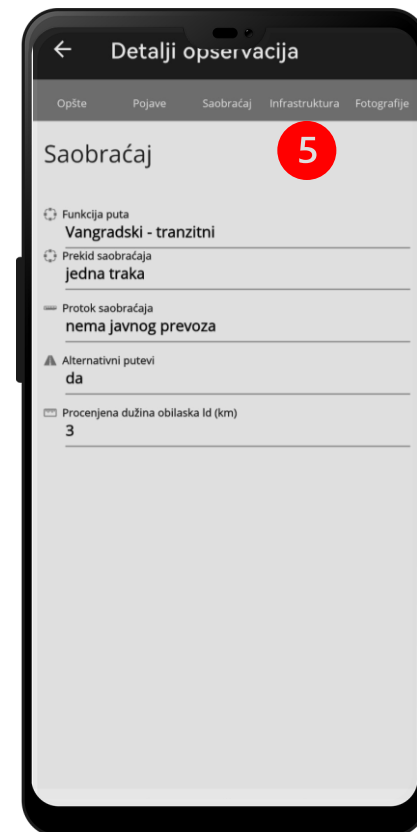 Detalji opservacija
Opšte Pojave Saobraćaj Infrastruktura Fotografije
Saobraćaj
5
Funkcija puta
Vangradski - tranzitni
Prekid saobraćaja
jedna traka
Protok saobraćaja
nema javnog prevoza
Alternativni putevi
da
Procenjena dužina obilaska ld (km)
3